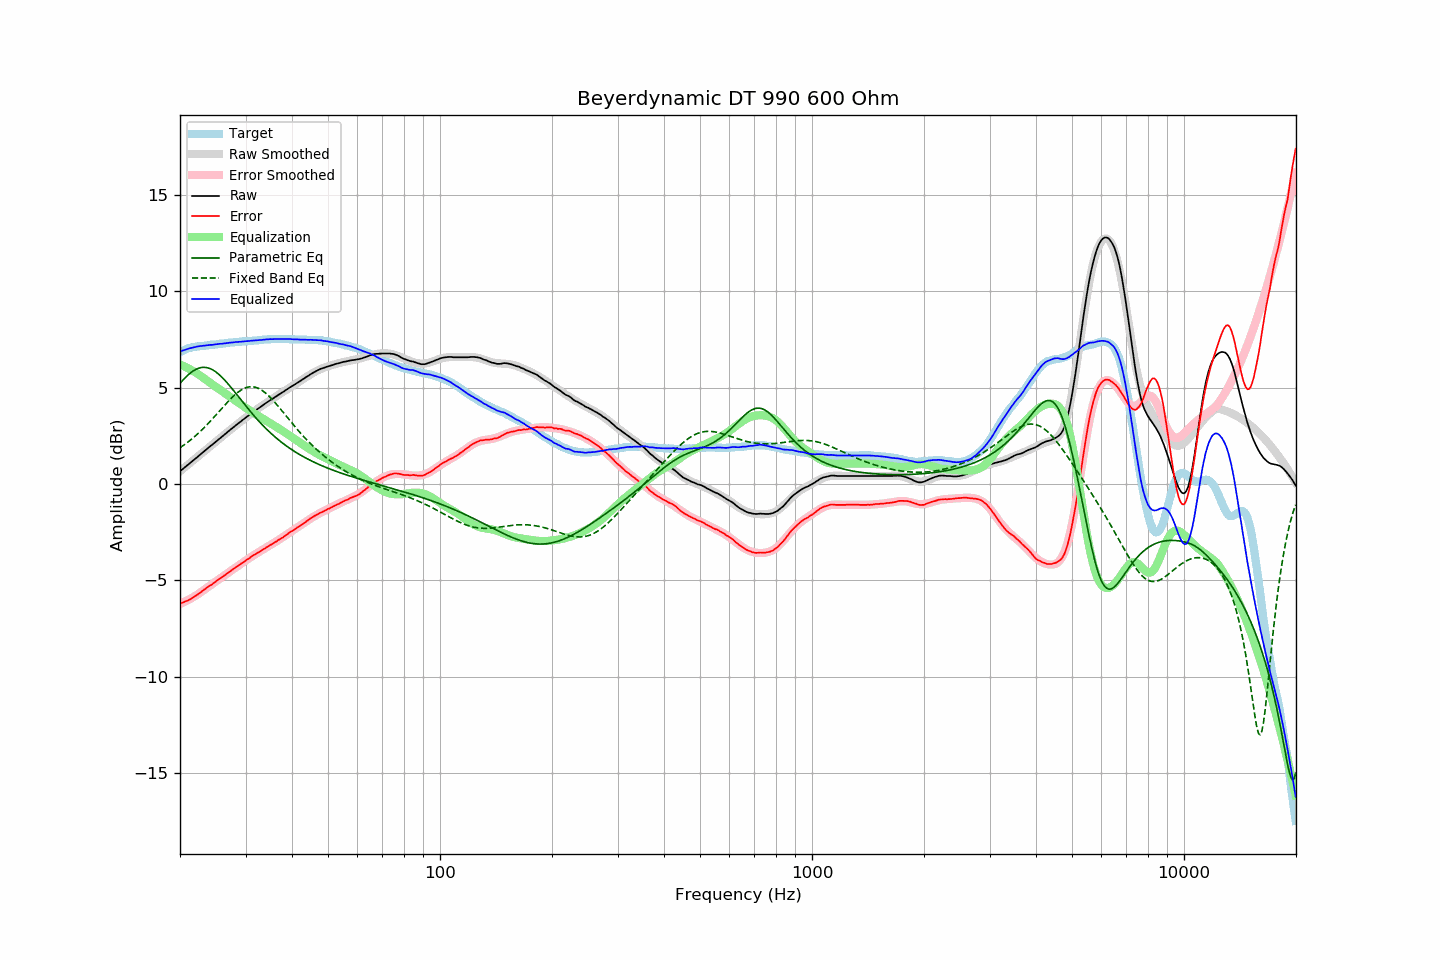 Beyerdynamic DT 990 600 Ohm
Target
Raw Smoothed
Error Smoothed
Raw
Error
Equalization
Parametric Eq
Fixed Band Eq
Equalized
15
10
5
0
−5
−10
−15
Amplitude (dBr)
100
1000
10000
Frequency (Hz)